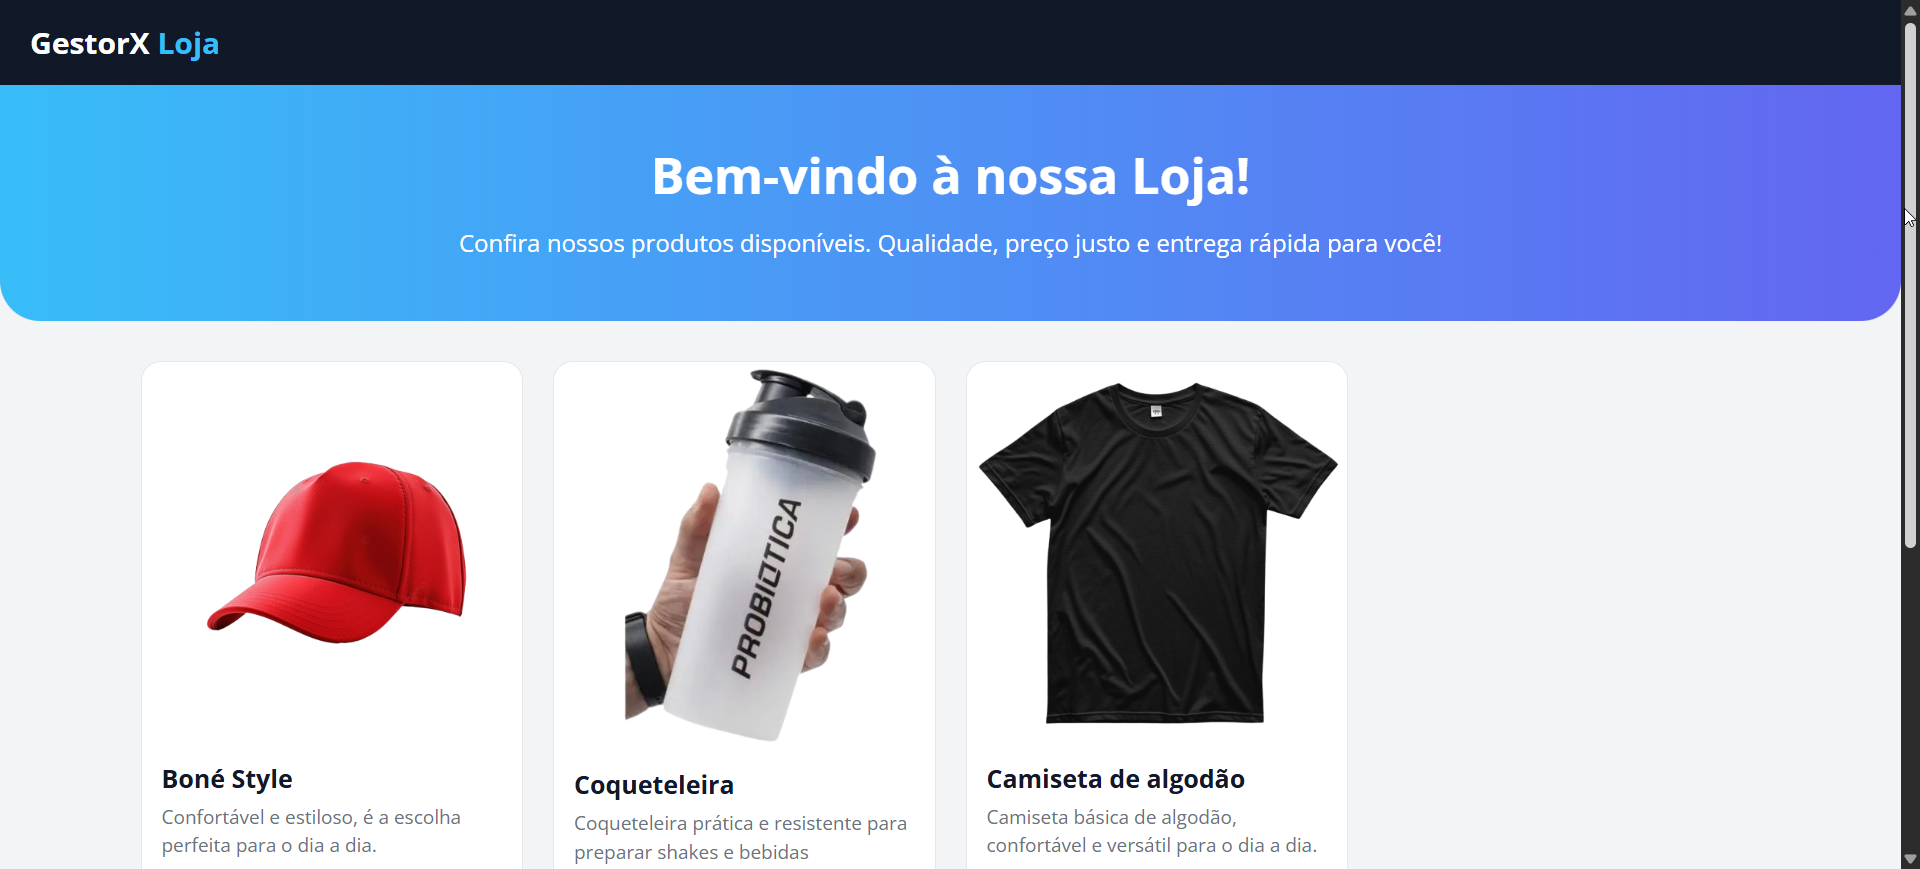 GestorX Loja
Bem-vindo à nossa Loja!
Confira nossos produtos disponíveis. Qualidade, preço justo e entrega rápida para você!
PROBIOTICA
Boné Style
Confortável e estiloso, é a escolha
perfeita para o dia a dia.
Coqueteleira
Coqueteleira prática e resistente para
preparar shakes e bebidas
Camiseta de algodão
Camiseta básica de algodão,
confortável e versátil para o dia a dia.